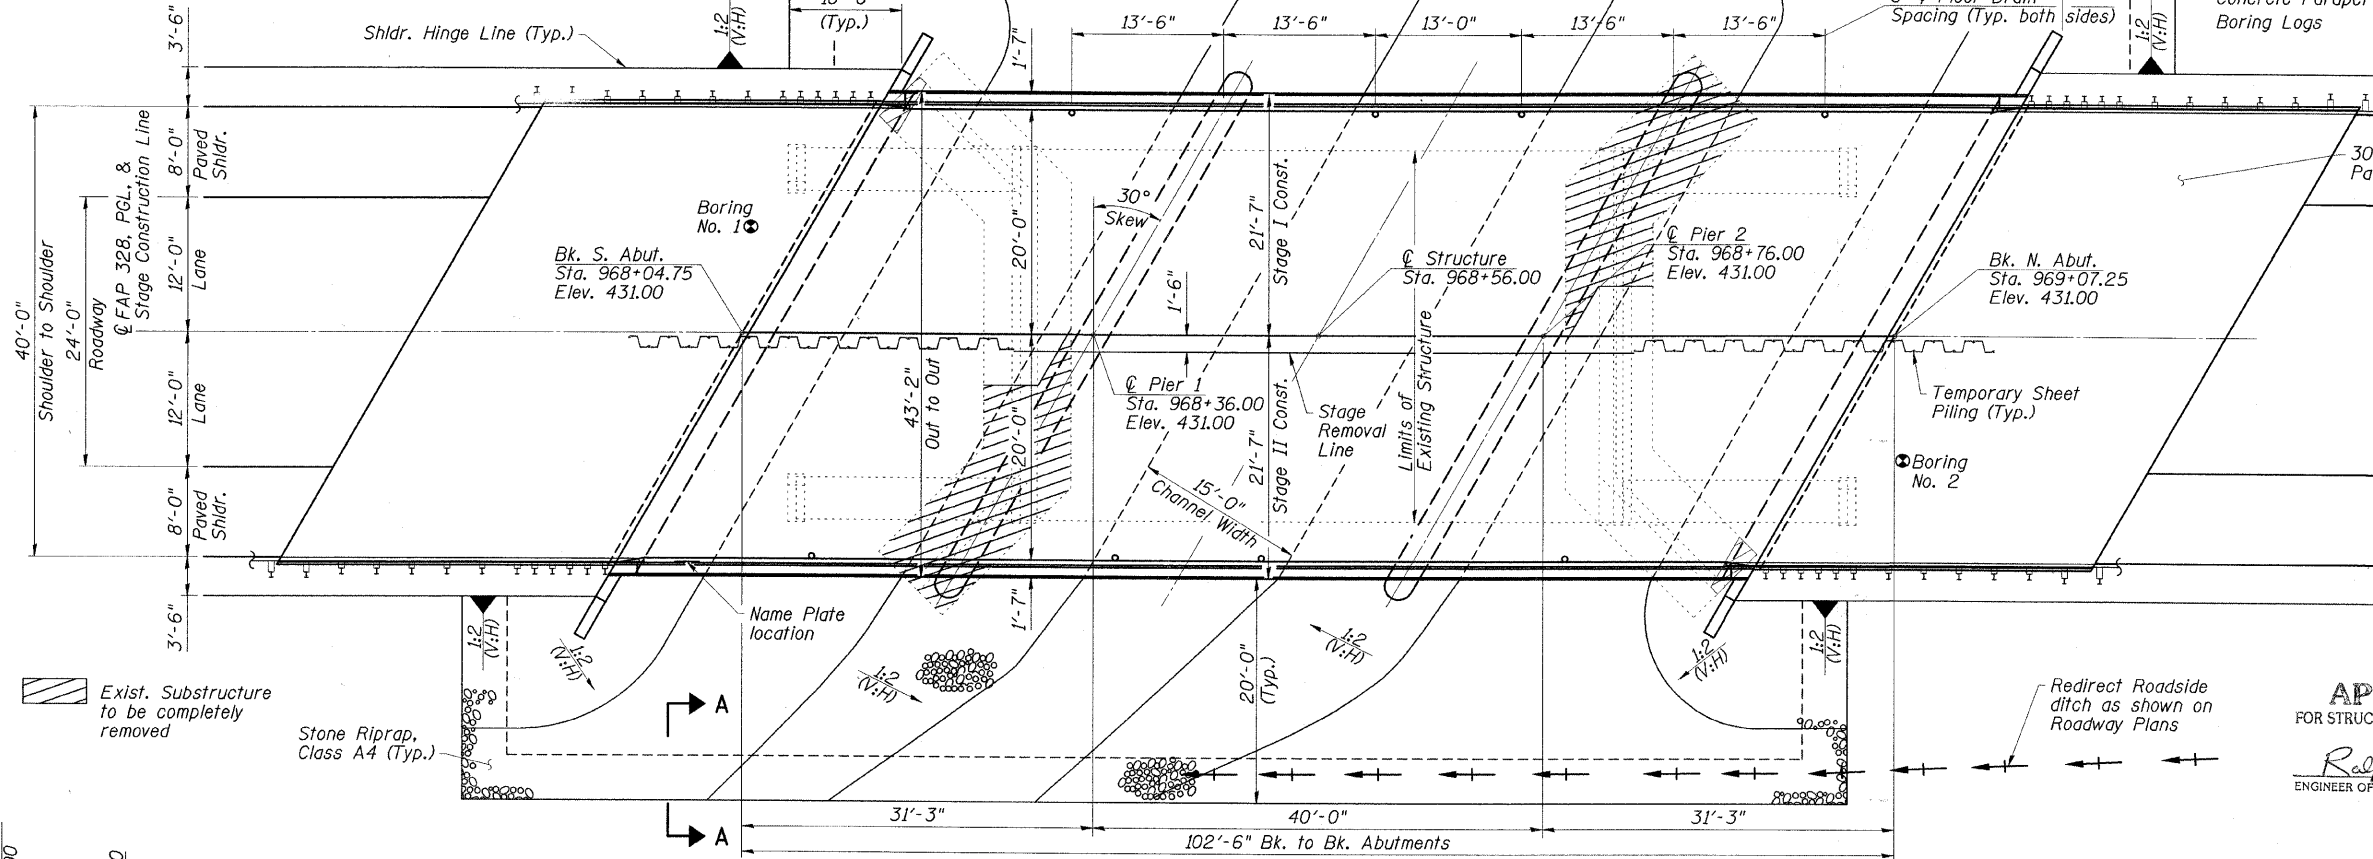 3'-6"
Shldr. Hinge Line (Typ.)
1:2
(V:H)
(Typ.)
1'-7"
13'-6"
13'-6"
13'-0"
13'-6"
13'-6"
Spacing (Typ. both sides)
1:2
(V:H)
Boring Logs
40'-0"
Shoulder to Shoulder
24'-0"
Roadway
℄ FAP 328, PGL, &
Stage Construction Line
8'-0"
Paved
Shldr.
12'-0"
Lane
12'-0"
Lane
8'-0"
Paved
Shldr.
3'-6"
Boring
No. 1
Bk. S. Abut.
Sta. 968+04.75
Elev. 431.00
30°
Skew
20'-0"
21'-7"
Stage I Const.
1'-6"
℄ Structure
Sta. 968+56.00
℄ Pier 2
Sta. 968+76.00
Elev. 431.00
Bk. N. Abut.
Sta. 969+07.25
Elev. 431.00
30
Pa
43'-2"
Out to Out
20'-0"
℄ Pier 1
Sta. 968+36.00
Elev. 431.00
21'-7"
Stage II Const.
Stage
Removal
Line
Limits of
Existing Structure
Temporary Sheet
Piling (Typ.)
Boring
No. 2
15'-0"
Channel Width
Name Plate
location
1'-7"
1:2
(V:H)
1:2
(V:H)
1:2
(V:H)
1:2
(V:H)
1:2
(V:H)
1:2
(V:H)
20'-0"
(Typ.)
Exist. Substructure
to be completely
removed
Stone Riprap,
Class A4 (Typ.)
A
A
Redirect Roadside
ditch as shown on
Roadway Plans
AP
FOR STRUC
ENGINEER OF
31'-3"
40'-0"
31'-3"
102'-6" Bk. to Bk. Abutments